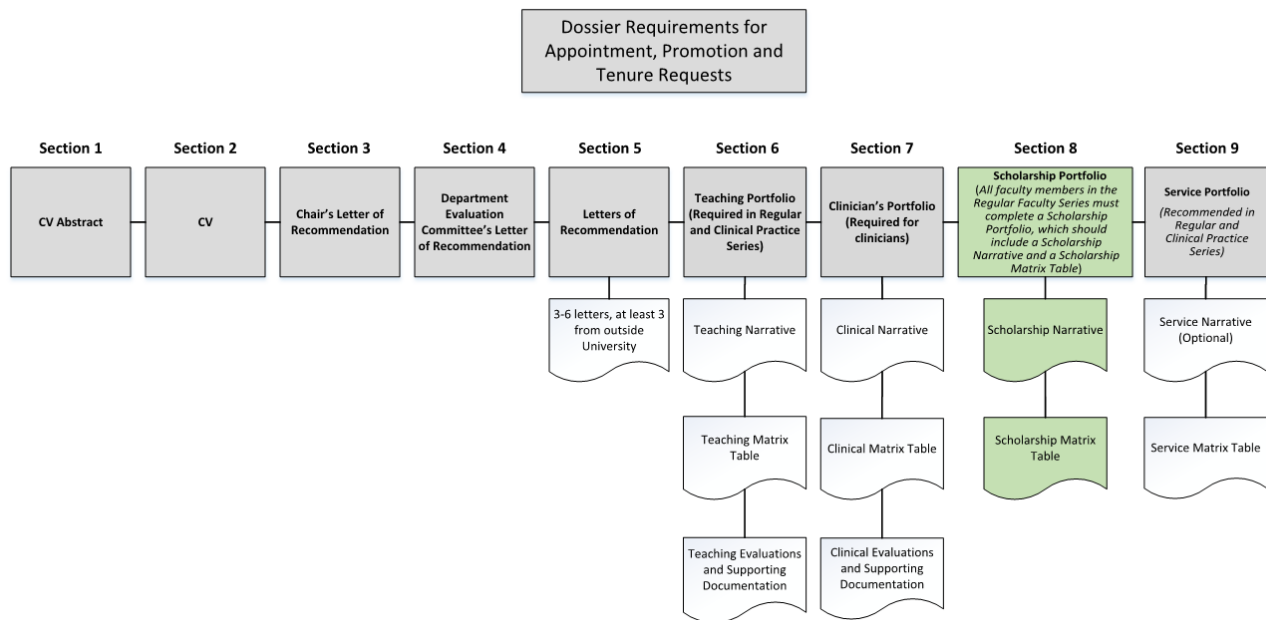 Dossier Requirements for
Appointment, Promotion and
Tenure Requests
Section 1
Section 2
Section 3
Section 4
Section 5
Section 6
Section 7
Section 8
Section 9
CV Abstract
CV
Chair's Letter of
Recommendation
Department
Evaluation
Committee's Letter
of Recommendation
Letters of
Recommendation
Teaching Portfolio
(Required in Regular
and Clinical Practice
Series)
Clinician's Portfolio
(Required for
clinicians)
Scholarship Portfolio
(All faculty members in the
Regular Faculty Series must
complete a Scholarship
Portfolio, which should
include a Scholarship
Narrative and a Scholarship
Matrix Table)
Service Portfolio
(Recommended in
Regular and
Clinical Practice
Series)
3-6 letters, at least 3
from outside
University
Teaching Narrative
Clinical Narrative
Scholarship Narrative
Service Narrative
(Optional)
Teaching Matrix
Table
Clinical Matrix Table
Scholarship Matrix
Table
Service Matrix Table
Teaching Evaluations
and Supporting
Documentation
Clinical Evaluations
and Supporting
Documentation